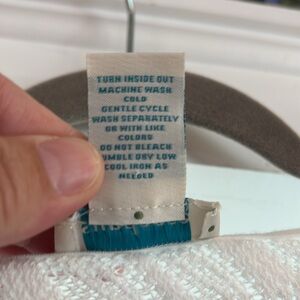 TURN INSIDE OUT
MACHINE WASH
COLD
GENTLE CYCLE
WASH SEPARATELY
OR WITH LIKE
COLORS
DO NOT BLEACH
TUMBLE DRY LOW
COOL IRON AS
NEEDED